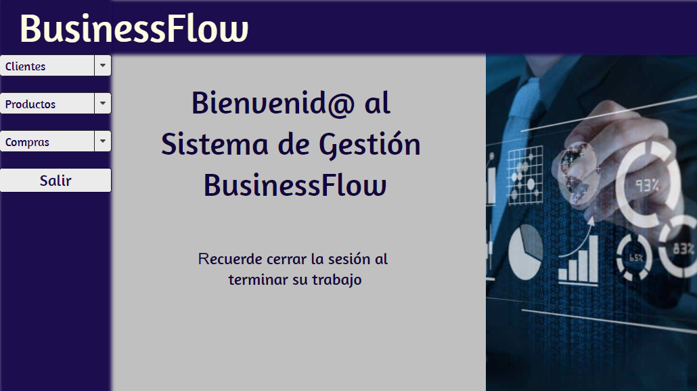 BusinessFlow
Clientes
Productos
Compras
Salir
Bienvenid@ al
Sistema de Gestión
BusinessFlow
Recuerde cerrar la sesión al
terminar su trabajo
93%
65%
83%